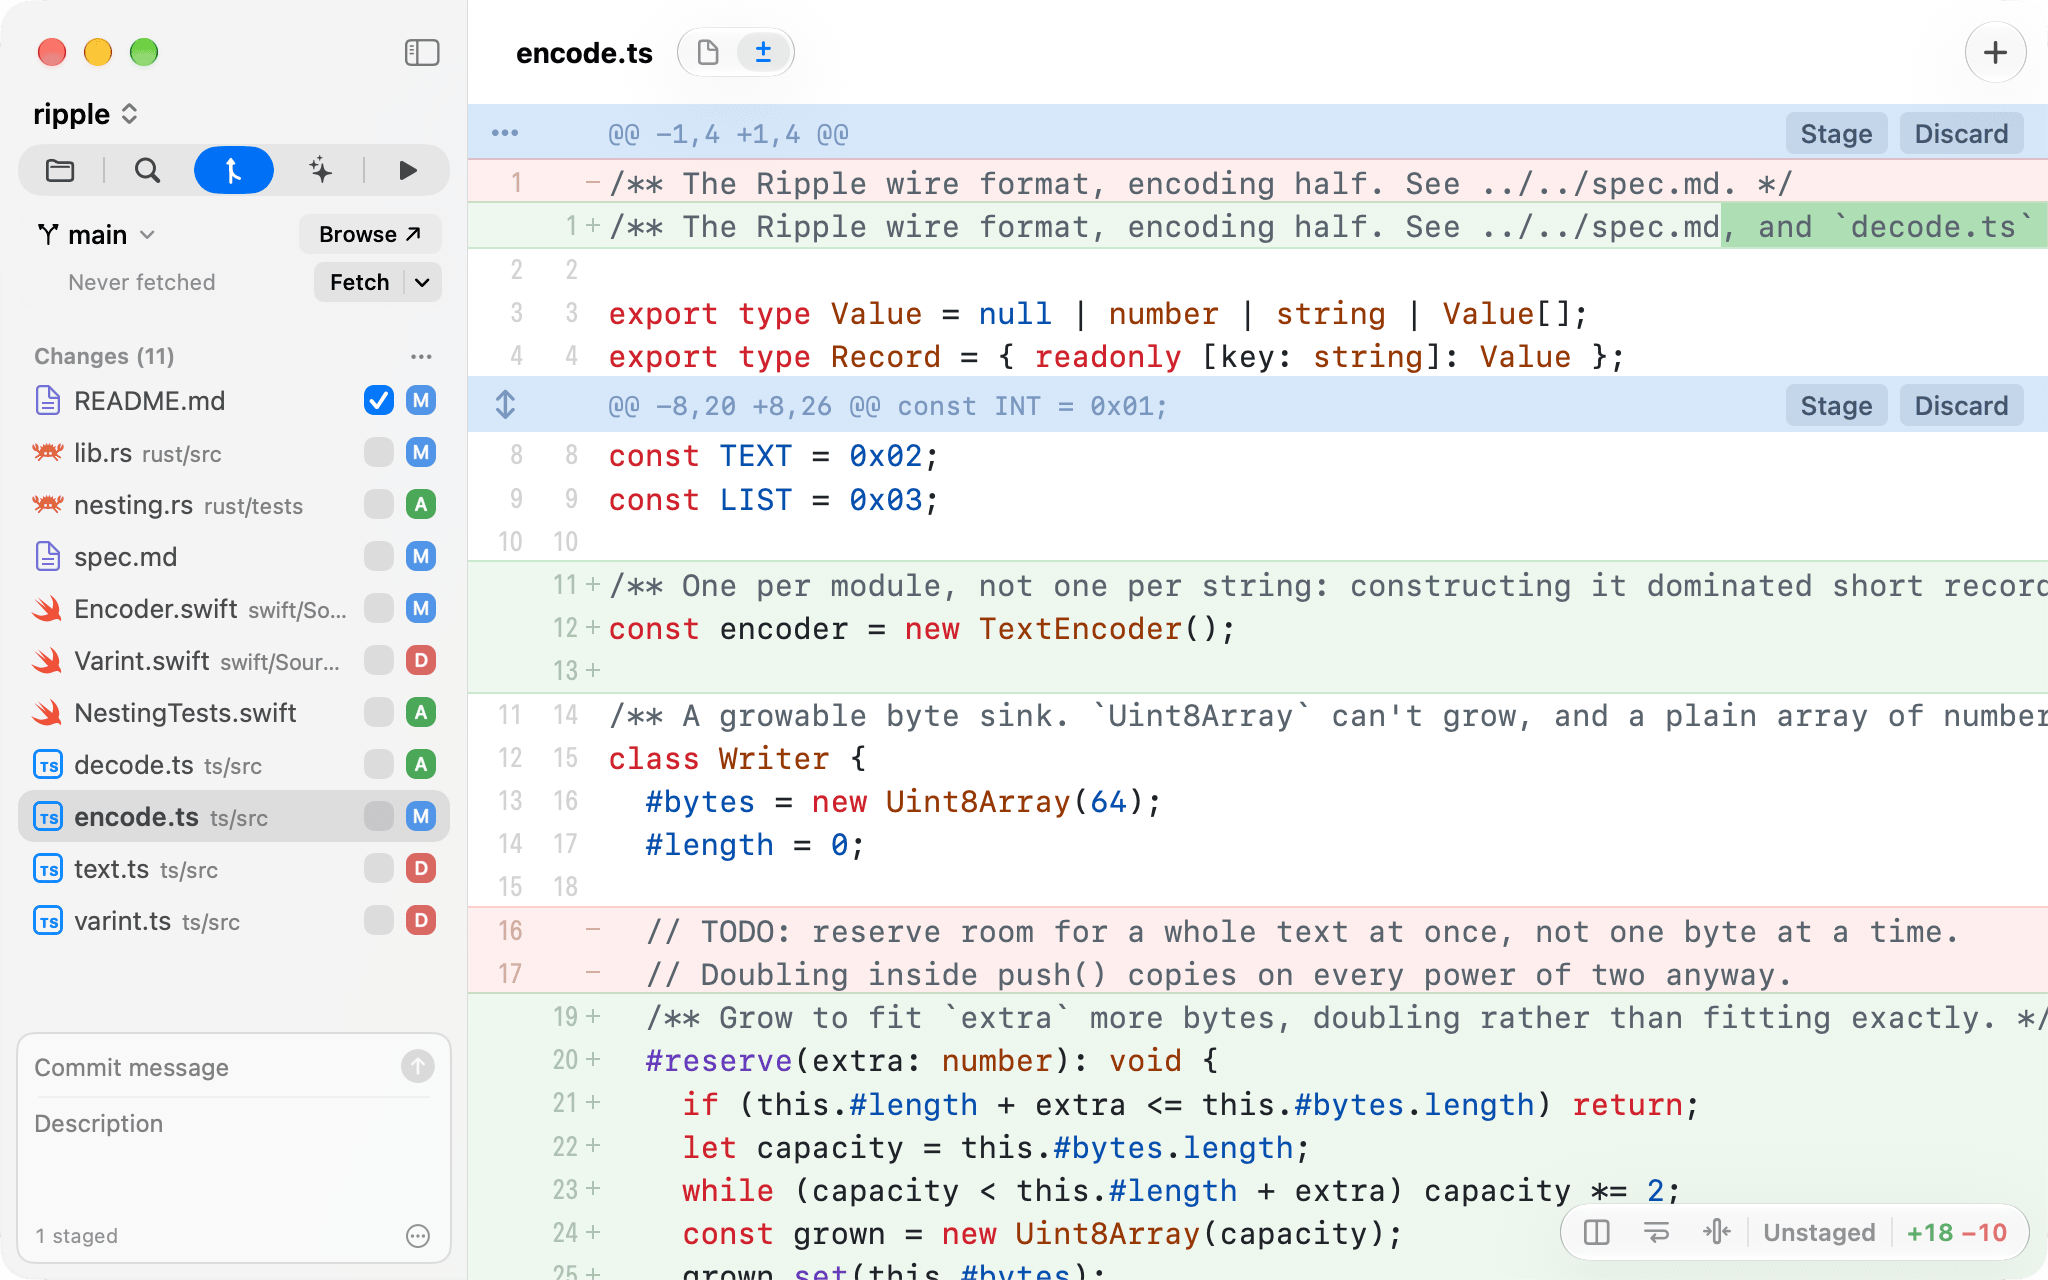 ripple
main
Browse ↗
Never fetched
Fetch
Changes (11)
README.md M
lib.rs rust/src M
nesting.rs rust/tests A
spec.md M
Encoder.swift swift/So... M
Varint.swift swift/Sour... D
NestingTests.swift A
TS decode.ts ts/src A
TS encode.ts ts/src M
TS text.ts ts/src D
TS varint.ts ts/src D
Commit message
Description
1 staged
encode.ts
@@ -1,4 +1,4 @@ Stage Discard
1 - /** The Ripple wire format, encoding half. See ../../spec.md. */
1 + /** The Ripple wire format, encoding half. See ../../spec.md, and `decode.ts`
2 2
3 3 export type Value = null | number | string | Value[];
4 4 export type Record = { readonly [key: string]: Value };
@@ -8,20 +8,26 @@ const INT = 0x01; Stage Discard
8 8 const TEXT = 0x02;
9 9 const LIST = 0x03;
10 10
11 + /** One per module, not one per string: constructing it dominated short record
12 + const encoder = new TextEncoder();
13 +
11 14 /** A growable byte sink. `Uint8Array` can't grow, and a plain array of number
12 15 class Writer {
13 16 #bytes = new Uint8Array(64);
14 17 #length = 0;
15 18
16 - // TODO: reserve room for a whole text at once, not one byte at a time.
17 - // Doubling inside push() copies on every power of two anyway.
19 + /** Grow to fit `extra` more bytes, doubling rather than fitting exactly. */
20 + #reserve(extra: number): void {
21 + if (this.#length + extra <= this.#bytes.length) return;
22 + let capacity = this.#bytes.length;
23 + while (capacity < this.#length + extra) capacity *= 2;
24 + const grown = new Uint8Array(capacity);
25 + grown.set(this.#bytes);
Unstaged +18 -10